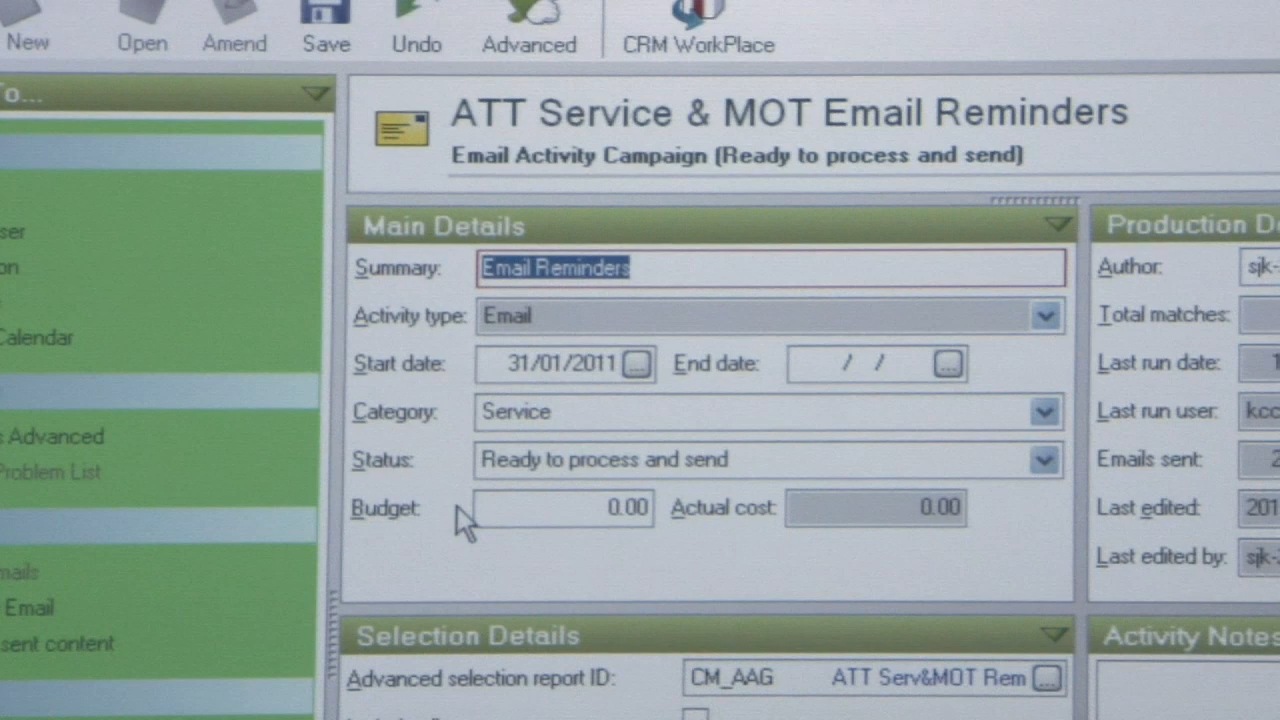 New Open Amend Save Undo Advanced CRM WorkPlace
o...
ATT Service & MOT Email Reminders
Email Activity Campaign (Ready to process and send)
Main Details
Summary: Email Reminders
Activity type: Email
Start date: 31/01/2011 ... End date: / / ...
Category: Service
Status: Ready to process and send
Budget: 0.00 Actual cost: 0.00
Production De
Author: sjk-
Total matches:
Last run date: 1
Last run user: kcc
Emails sent: 2
Last edited: 201
Last edited by: sjk-
Calendar
s Advanced
Problem List
mails
Email
sent content
Selection Details
Advanced selection report ID: CM_AAG ATT Serv&MOT Rem ...
Activity Notes